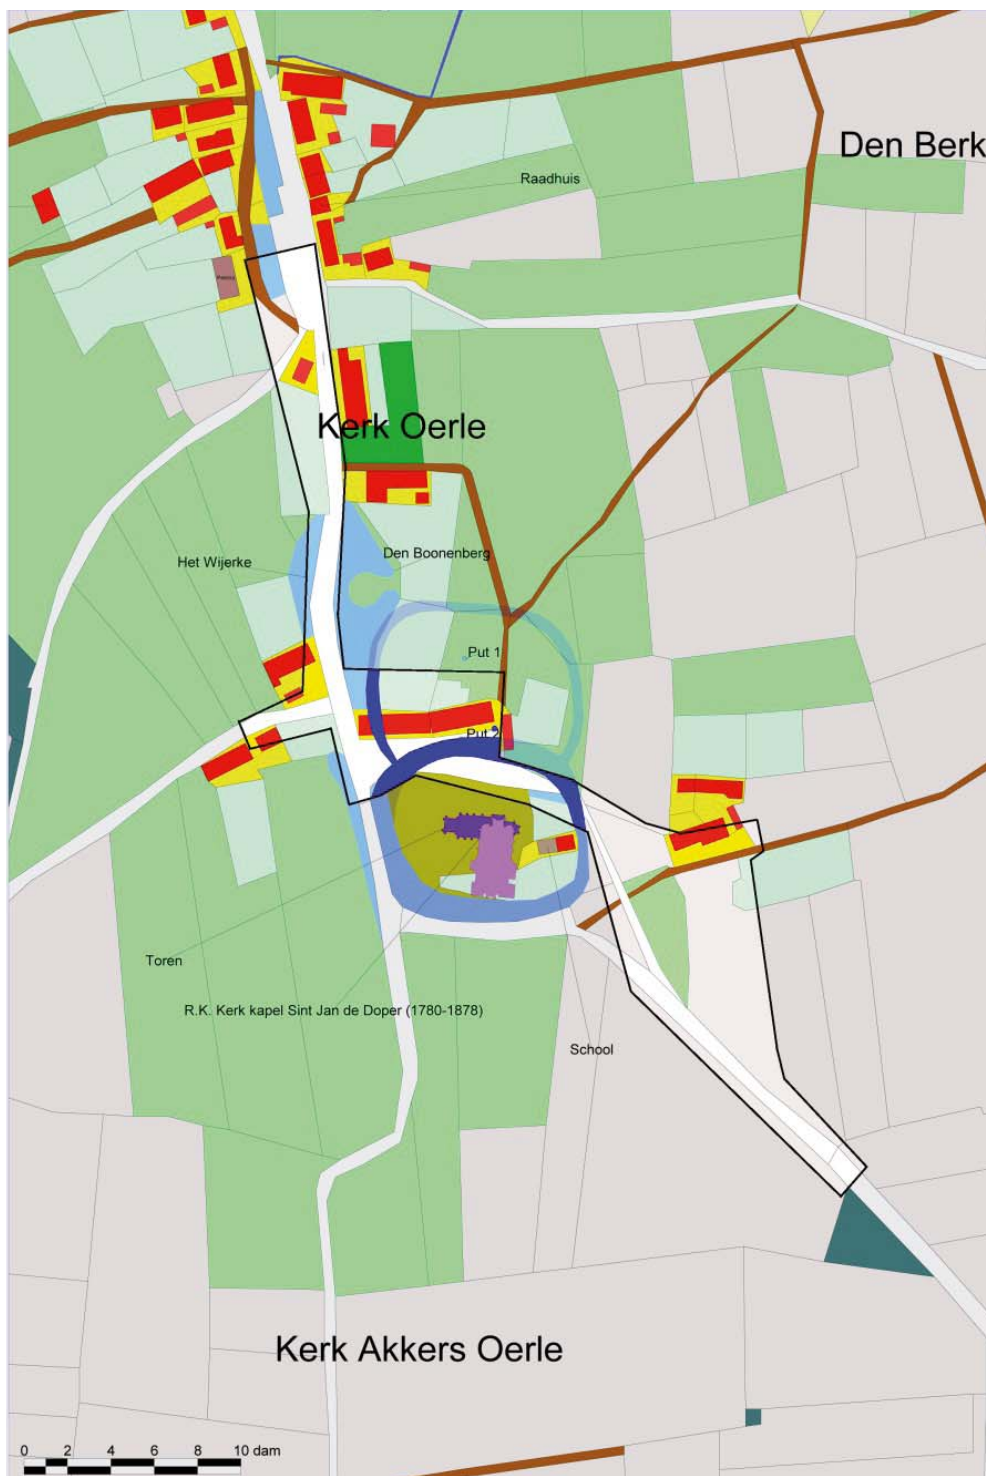 Den Berk
Raadhuis
Kerk Oerle
Den Boonenberg
Het Wijerke
Put 1
Put 2
Toren
R.K. Kerk kapel Sint Jan de Doper (1780-1878)
School
Kerk Akkers Oerle
0 2 4 6 8 10 dam